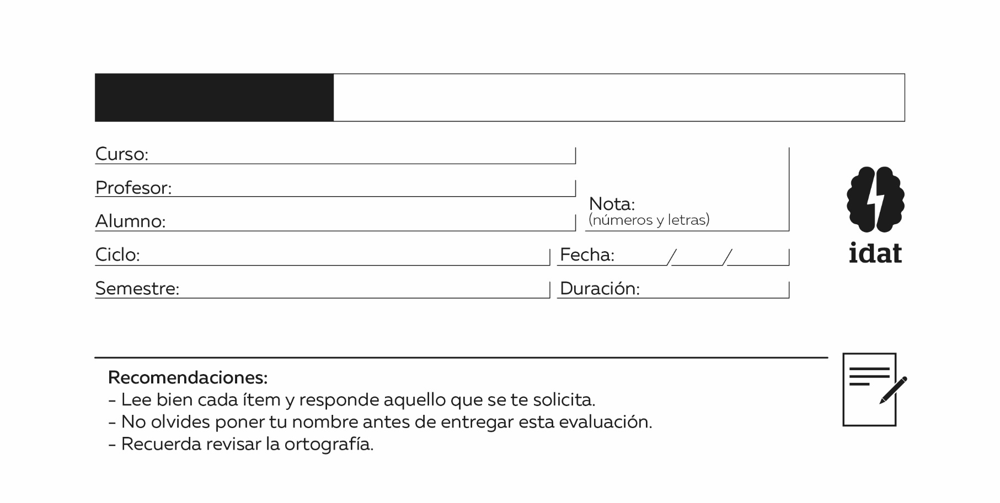 Curso:
Profesor:
Nota:
(números y letras)
Alumno:
idat
Ciclo:
Fecha: / /
Semestre:
Duración:
Recomendaciones:
- Lee bien cada ítem y responde aquello que se te solicita.
- No olvides poner tu nombre antes de entregar esta evaluación.
- Recuerda revisar la ortografía.